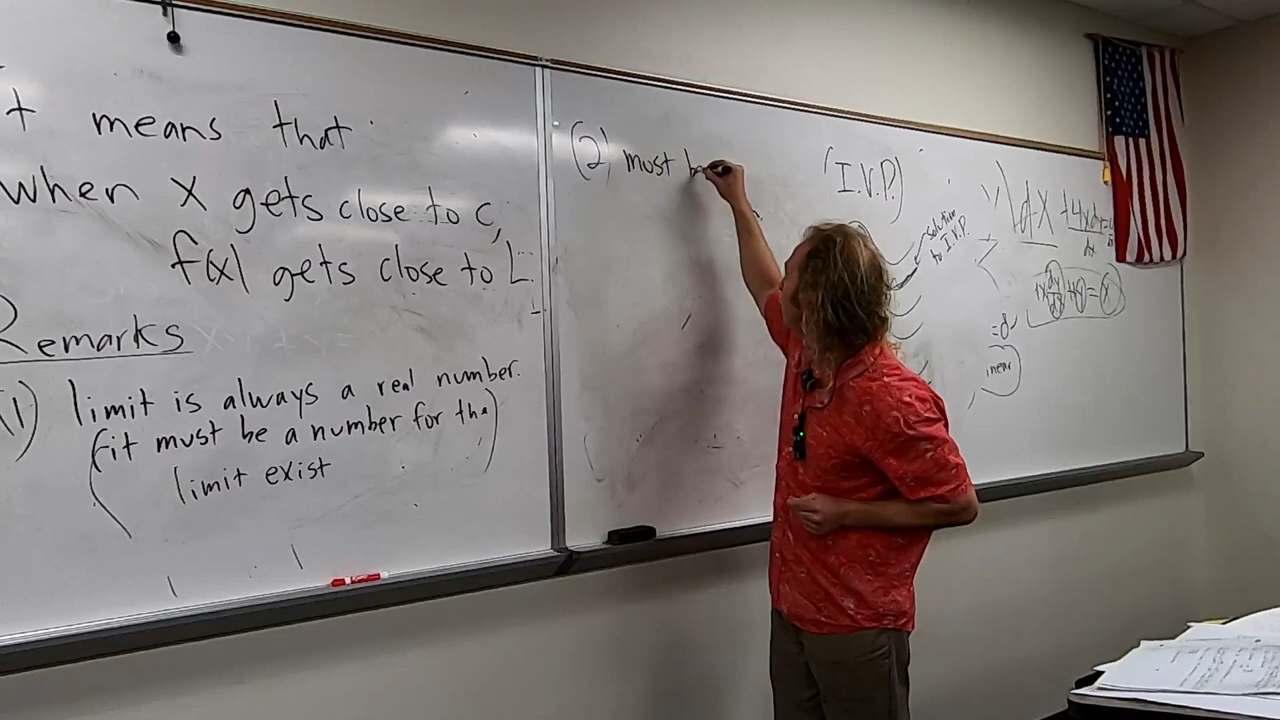 means that
when x gets close to c,
f(x) gets close to L.
Remarks
(1) limit is always a real number.
(it must be a number for the
limit exist)
(2) must
(I.V.P.)
solution
to I.V.P.